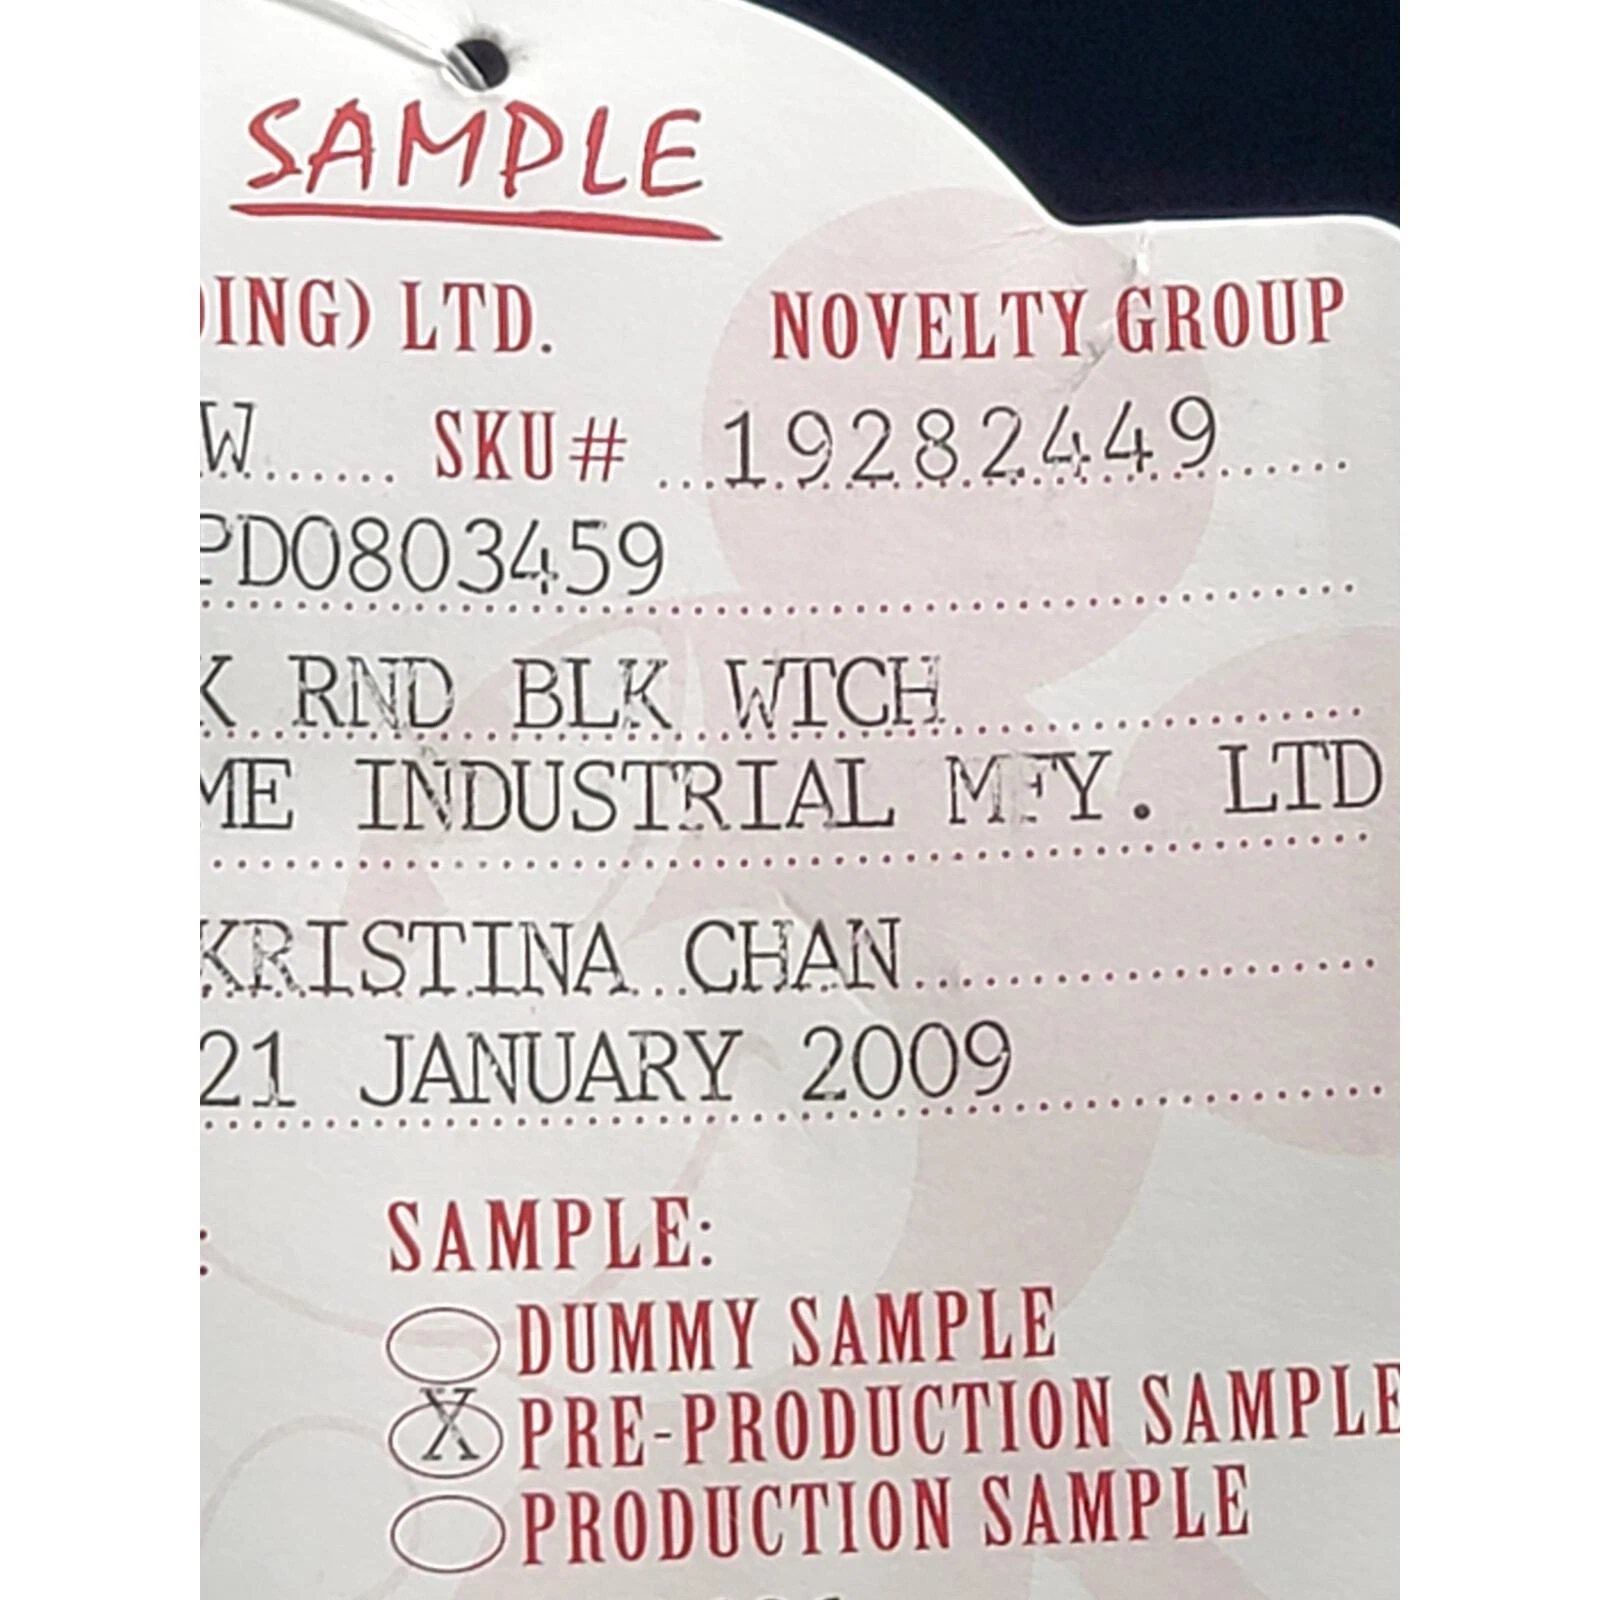 SAMPLE
DING) LTD. NOVELTY GROUP
W...... SKU# ...19282449......
PD0803459
K RND BLK WTCH
ME INDUSTRIAL MFY. LTD
KRISTINA CHAN
21 JANUARY 2009
: SAMPLE:
DUMMY SAMPLE
X PRE-PRODUCTION SAMPLE
PRODUCTION SAMPLE